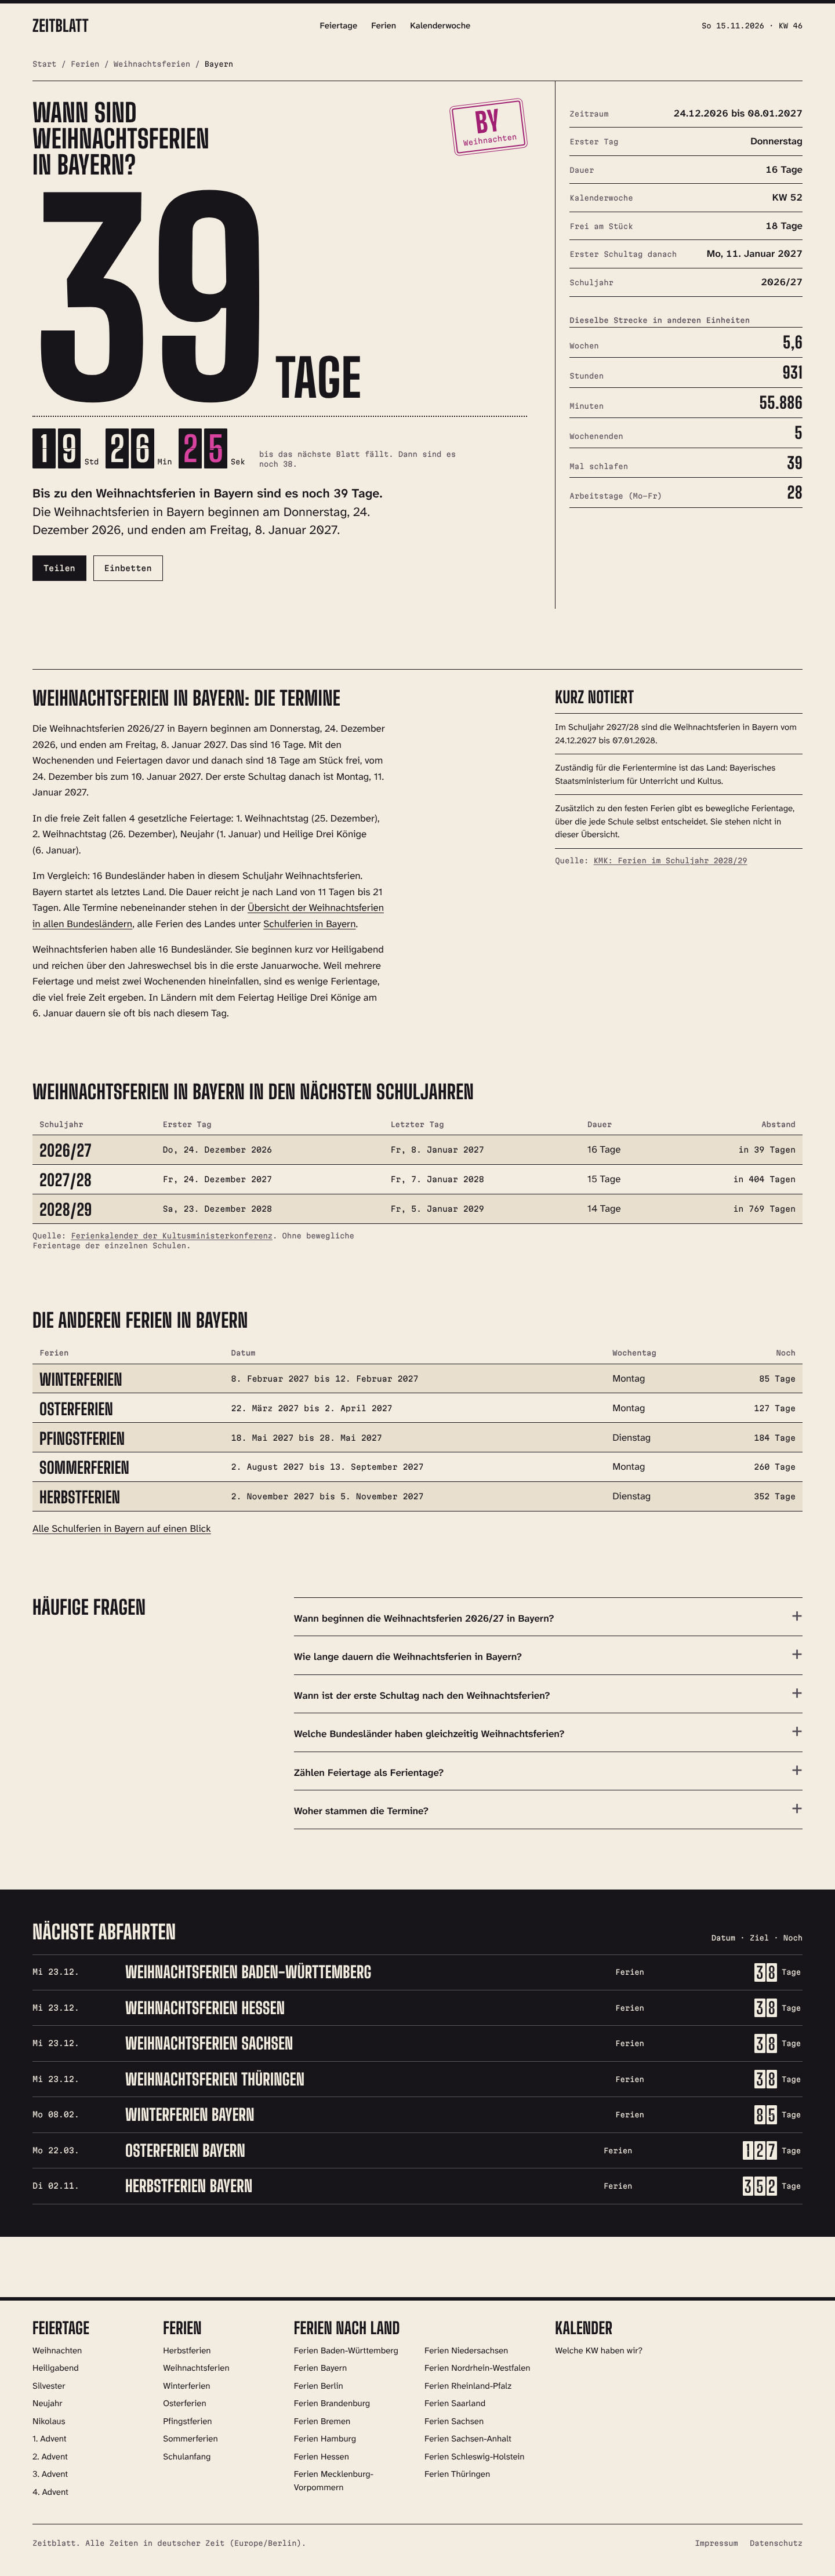 ZEITBLATT
Feiertage Ferien Kalenderwoche
So 15.11.2026 · KW 46
Start / Ferien / Weihnachtsferien / Bayern
WANN SIND
WEIHNACHTSFERIEN
IN BAYERN?
BY
Weihnachten
39 TAGE
19 Std 26 Min 25 Sek
bis das nächste Blatt fällt. Dann sind es
noch 38.
Bis zu den Weihnachtsferien in Bayern sind es noch 39 Tage.
Die Weihnachtsferien in Bayern beginnen am Donnerstag, 24.
Dezember 2026, und enden am Freitag, 8. Januar 2027.
Teilen Einbetten
Zeitraum 24.12.2026 bis 08.01.2027
Erster Tag Donnerstag
Dauer 16 Tage
Kalenderwoche KW 52
Frei am Stück 18 Tage
Erster Schultag danach Mo, 11. Januar 2027
Schuljahr 2026/27
Dieselbe Strecke in anderen Einheiten
Wochen 5,6
Stunden 931
Minuten 55.886
Wochenenden 5
Mal schlafen 39
Arbeitstage (Mo–Fr) 28
WEIHNACHTSFERIEN IN BAYERN: DIE TERMINE
Die Weihnachtsferien 2026/27 in Bayern beginnen am Donnerstag, 24. Dezember
2026, und enden am Freitag, 8. Januar 2027. Das sind 16 Tage. Mit den
Wochenenden und Feiertagen davor und danach sind 18 Tage am Stück frei, vom
24. Dezember bis zum 10. Januar 2027. Der erste Schultag danach ist Montag, 11.
Januar 2027.
In die freie Zeit fallen 4 gesetzliche Feiertage: 1. Weihnachtstag (25. Dezember),
2. Weihnachtstag (26. Dezember), Neujahr (1. Januar) und Heilige Drei Könige
(6. Januar).
Im Vergleich: 16 Bundesländer haben in diesem Schuljahr Weihnachtsferien.
Bayern startet als letztes Land. Die Dauer reicht je nach Land von 11 Tagen bis 21
Tagen. Alle Termine nebeneinander stehen in der Übersicht der Weihnachtsferien
in allen Bundesländern, alle Ferien des Landes unter Schulferien in Bayern.
Weihnachtsferien haben alle 16 Bundesländer. Sie beginnen kurz vor Heiligabend
und reichen über den Jahreswechsel bis in die erste Januarwoche. Weil mehrere
Feiertage und meist zwei Wochenenden hineinfallen, sind es wenige Ferientage,
die viel freie Zeit ergeben. In Ländern mit dem Feiertag Heilige Drei Könige am
6. Januar dauern sie oft bis nach diesem Tag.
KURZ NOTIERT
Im Schuljahr 2027/28 sind die Weihnachtsferien in Bayern vom
24.12.2027 bis 07.01.2028.
Zuständig für die Ferientermine ist das Land: Bayerisches
Staatsministerium für Unterricht und Kultus.
Zusätzlich zu den festen Ferien gibt es bewegliche Ferientage,
über die jede Schule selbst entscheidet. Sie stehen nicht in
dieser Übersicht.
Quelle: KMK: Ferien im Schuljahr 2028/29
WEIHNACHTSFERIEN IN BAYERN IN DEN NÄCHSTEN SCHULJAHREN
Schuljahr Erster Tag Letzter Tag Dauer Abstand
2026/27 Do, 24. Dezember 2026 Fr, 8. Januar 2027 16 Tage in 39 Tagen
2027/28 Fr, 24. Dezember 2027 Fr, 7. Januar 2028 15 Tage in 404 Tagen
2028/29 Sa, 23. Dezember 2028 Fr, 5. Januar 2029 14 Tage in 769 Tagen
Quelle: Ferienkalender der Kultusministerkonferenz. Ohne bewegliche
Ferientage der einzelnen Schulen.
DIE ANDEREN FERIEN IN BAYERN
Ferien Datum Wochentag Noch
WINTERFERIEN 8. Februar 2027 bis 12. Februar 2027 Montag 85 Tage
OSTERFERIEN 22. März 2027 bis 2. April 2027 Montag 127 Tage
PFINGSTFERIEN 18. Mai 2027 bis 28. Mai 2027 Dienstag 184 Tage
SOMMERFERIEN 2. August 2027 bis 13. September 2027 Montag 260 Tage
HERBSTFERIEN 2. November 2027 bis 5. November 2027 Dienstag 352 Tage
Alle Schulferien in Bayern auf einen Blick
HÄUFIGE FRAGEN
Wann beginnen die Weihnachtsferien 2026/27 in Bayern? +
Wie lange dauern die Weihnachtsferien in Bayern? +
Wann ist der erste Schultag nach den Weihnachtsferien? +
Welche Bundesländer haben gleichzeitig Weihnachtsferien? +
Zählen Feiertage als Ferientage? +
Woher stammen die Termine? +
NÄCHSTE ABFAHRTEN
Datum · Ziel · Noch
Mi 23.12. WEIHNACHTSFERIEN BADEN-WÜRTTEMBERG Ferien 38 Tage
Mi 23.12. WEIHNACHTSFERIEN HESSEN Ferien 38 Tage
Mi 23.12. WEIHNACHTSFERIEN SACHSEN Ferien 38 Tage
Mi 23.12. WEIHNACHTSFERIEN THÜRINGEN Ferien 38 Tage
Mo 08.02. WINTERFERIEN BAYERN Ferien 85 Tage
Mo 22.03. OSTERFERIEN BAYERN Ferien 127 Tage
Di 02.11. HERBSTFERIEN BAYERN Ferien 352 Tage
FEIERTAGE
Weihnachten
Heiligabend
Silvester
Neujahr
Nikolaus
1. Advent
2. Advent
3. Advent
4. Advent
FERIEN
Herbstferien
Weihnachtsferien
Winterferien
Osterferien
Pfingstferien
Sommerferien
Schulanfang
FERIEN NACH LAND
Ferien Baden-Württemberg
Ferien Bayern
Ferien Berlin
Ferien Brandenburg
Ferien Bremen
Ferien Hamburg
Ferien Hessen
Ferien Mecklenburg-
Vorpommern
Ferien Niedersachsen
Ferien Nordrhein-Westfalen
Ferien Rheinland-Pfalz
Ferien Saarland
Ferien Sachsen
Ferien Sachsen-Anhalt
Ferien Schleswig-Holstein
Ferien Thüringen
KALENDER
Welche KW haben wir?
Zeitblatt. Alle Zeiten in deutscher Zeit (Europe/Berlin).
Impressum Datenschutz